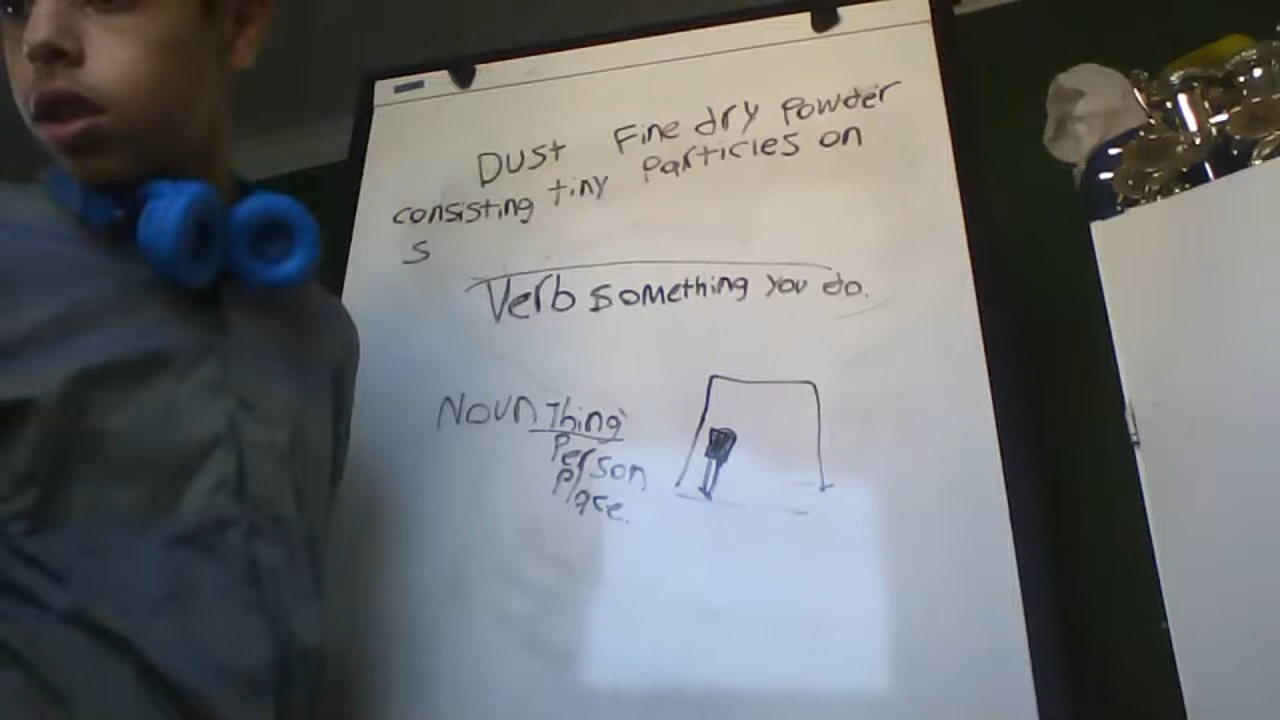 Dust Fine dry Powder
consisting tiny Particles on
s
Verb something you do.
Noun Thing
Person
Place.